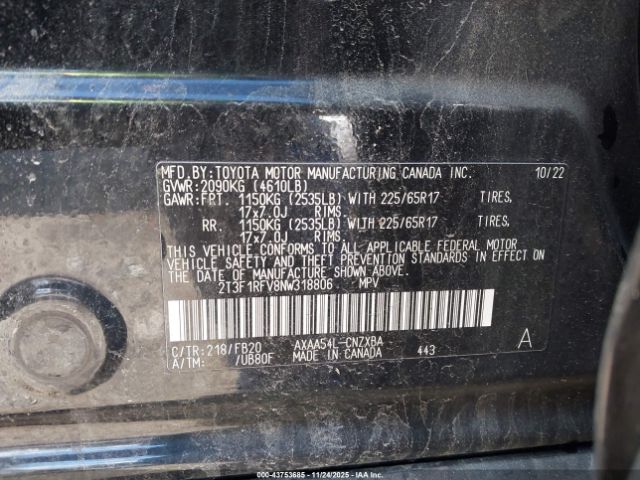 MFD.BY:TOYOTA MOTOR MANUFACTURING CANADA INC. 10/22
GVWR:2090KG (4610LB)
GAWR:FRT. 1150KG (2535LB) WITH 225/65R17 TIRES.
17x7.0J RIMS.
RR. 1150KG (2535LB) WITH 225/65R17 TIRES.
17x7.0J RIMS.
THIS VEHICLE CONFORMS TO ALL APPLICABLE FEDERAL MOTOR
VEHICLE SAFETY AND THEFT PREVENTION STANDARDS IN EFFECT ON
THE DATE OF MANUFACTURE SHOWN ABOVE.
2T3F1RFV8NW318806 MPV
C/TR:218/FB20 AXAA54L-CNZXBA
A/TM: /UB80F MADE IN CANADA 443 A
000-43753685 - 11/24/2025 - IAAI